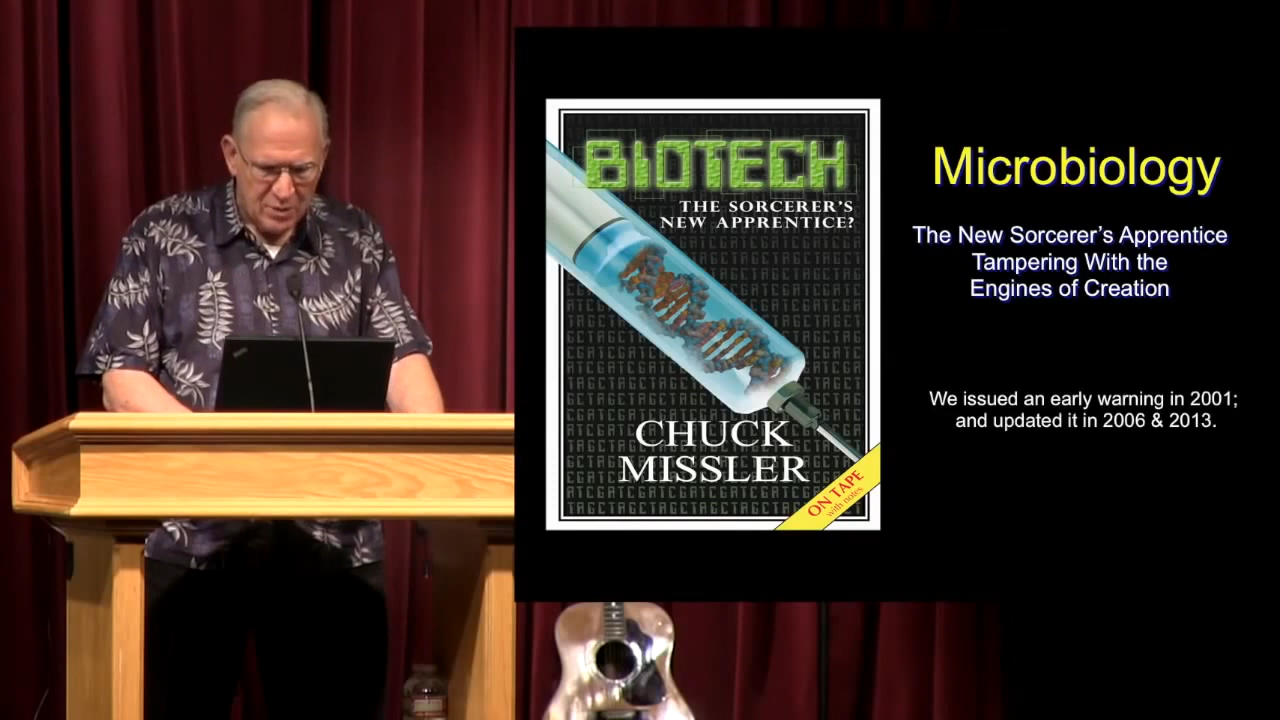 BIOTECH
THE SORCERER'S
NEW APPRENTICE?
CHUCK
MISSLER
ON TAPE
with notes
Microbiology
The New Sorcerer's Apprentice
Tampering With the
Engines of Creation
We issued an early warning in 2001;
and updated it in 2006 & 2013.